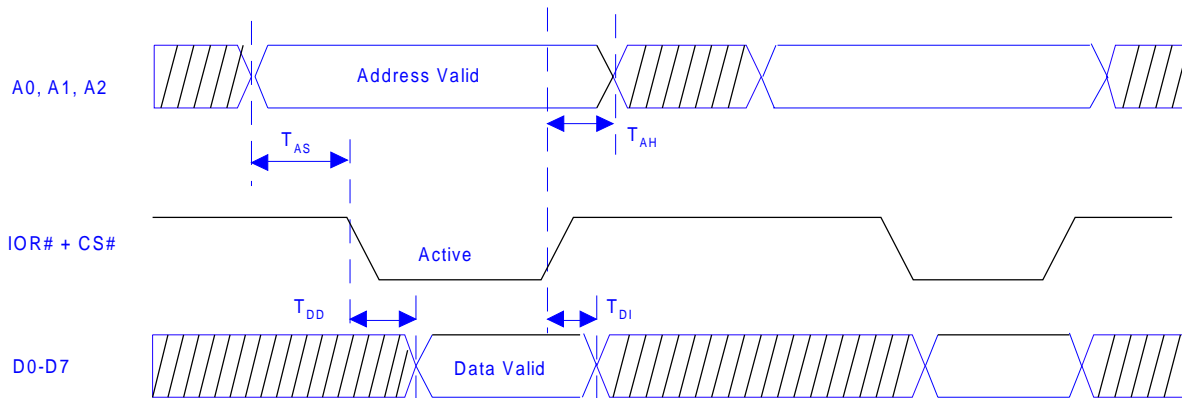 A0, A1, A2
Address Valid
TAS
TAH
IOR# + CS#
Active
TDD
TDI
D0-D7
Data Valid